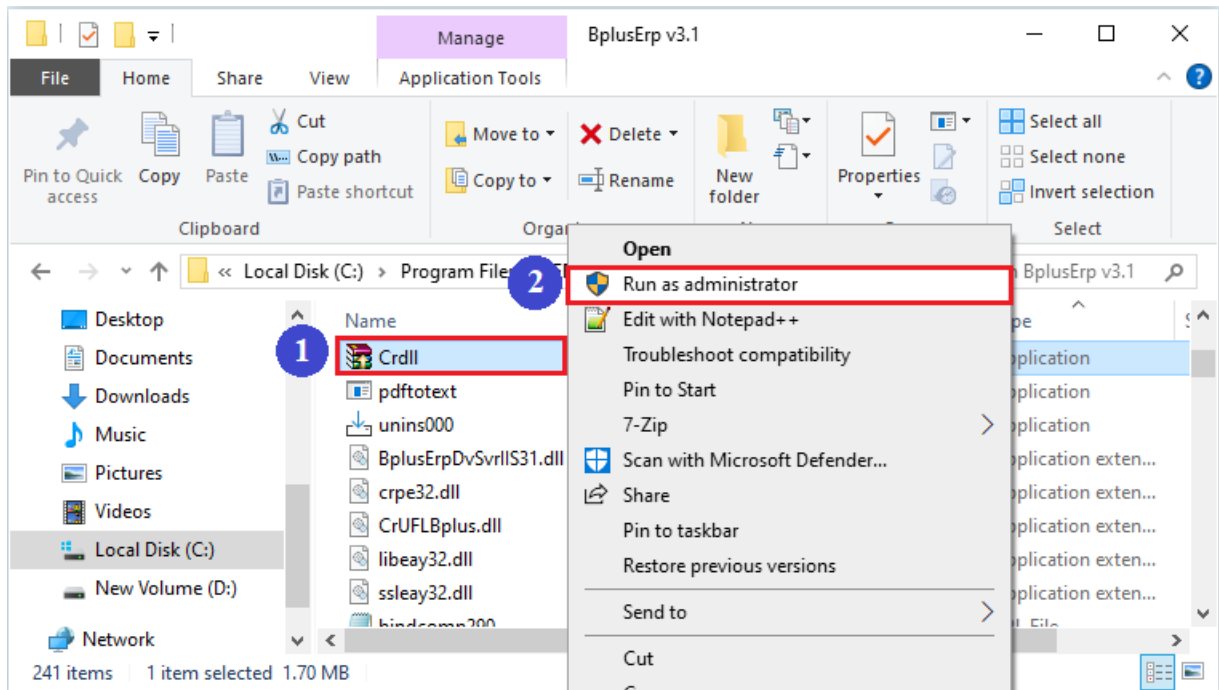 Manage
BplusErp v3.1
File
Home
Share
View
Application Tools
Pin to Quick access
Copy
Paste
Cut
Copy path
Paste shortcut
Clipboard
Move to
Copy to
Delete
Rename
New folder
Properties
Select all
Select none
Invert selection
Select
« Local Disk (C:) > Program File
BplusErp v3.1
Desktop
Documents
Downloads
Music
Pictures
Videos
Local Disk (C:)
New Volume (D:)
Network
Name
1
Crdll
pdftotext
unins000
BplusErpDvSvrIIS31.dll
crpe32.dll
CrUFLBplus.dll
libeay32.dll
ssleay32.dll
2
Open
Run as administrator
Edit with Notepad++
Troubleshoot compatibility
Pin to Start
7-Zip
Scan with Microsoft Defender...
Share
Pin to taskbar
Restore previous versions
Send to
Cut
241 items
1 item selected 1.70 MB